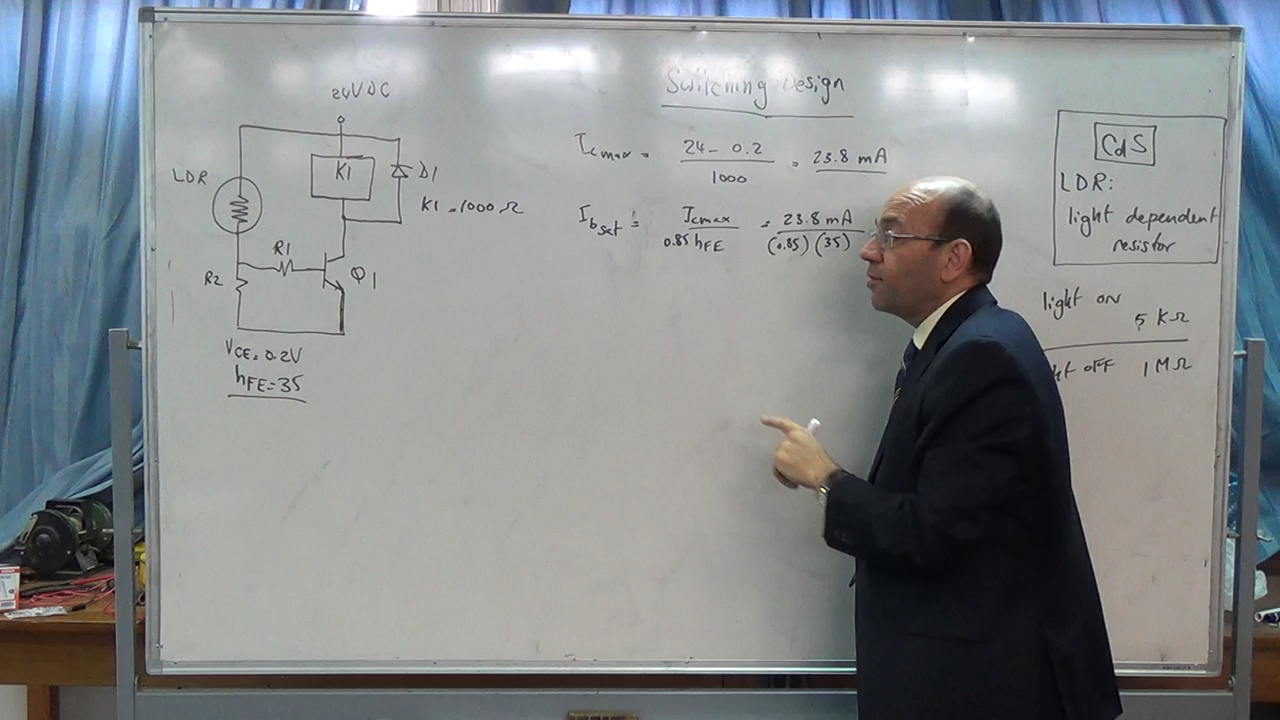 Switching Design
24VDC
LDR
K1
D1
K1 = 1000 Ω
R1
R2
Q1
VCE = 0.2V
hFE = 35
Icmax = 24 - 0.2 / 1000 = 23.8 mA
Ibsat = Icmax / 0.85 hFE = 23.8 mA / (0.85) (35)
CdS
LDR:
light dependent
resistor
light on 5 KΩ
off 1 MΩ